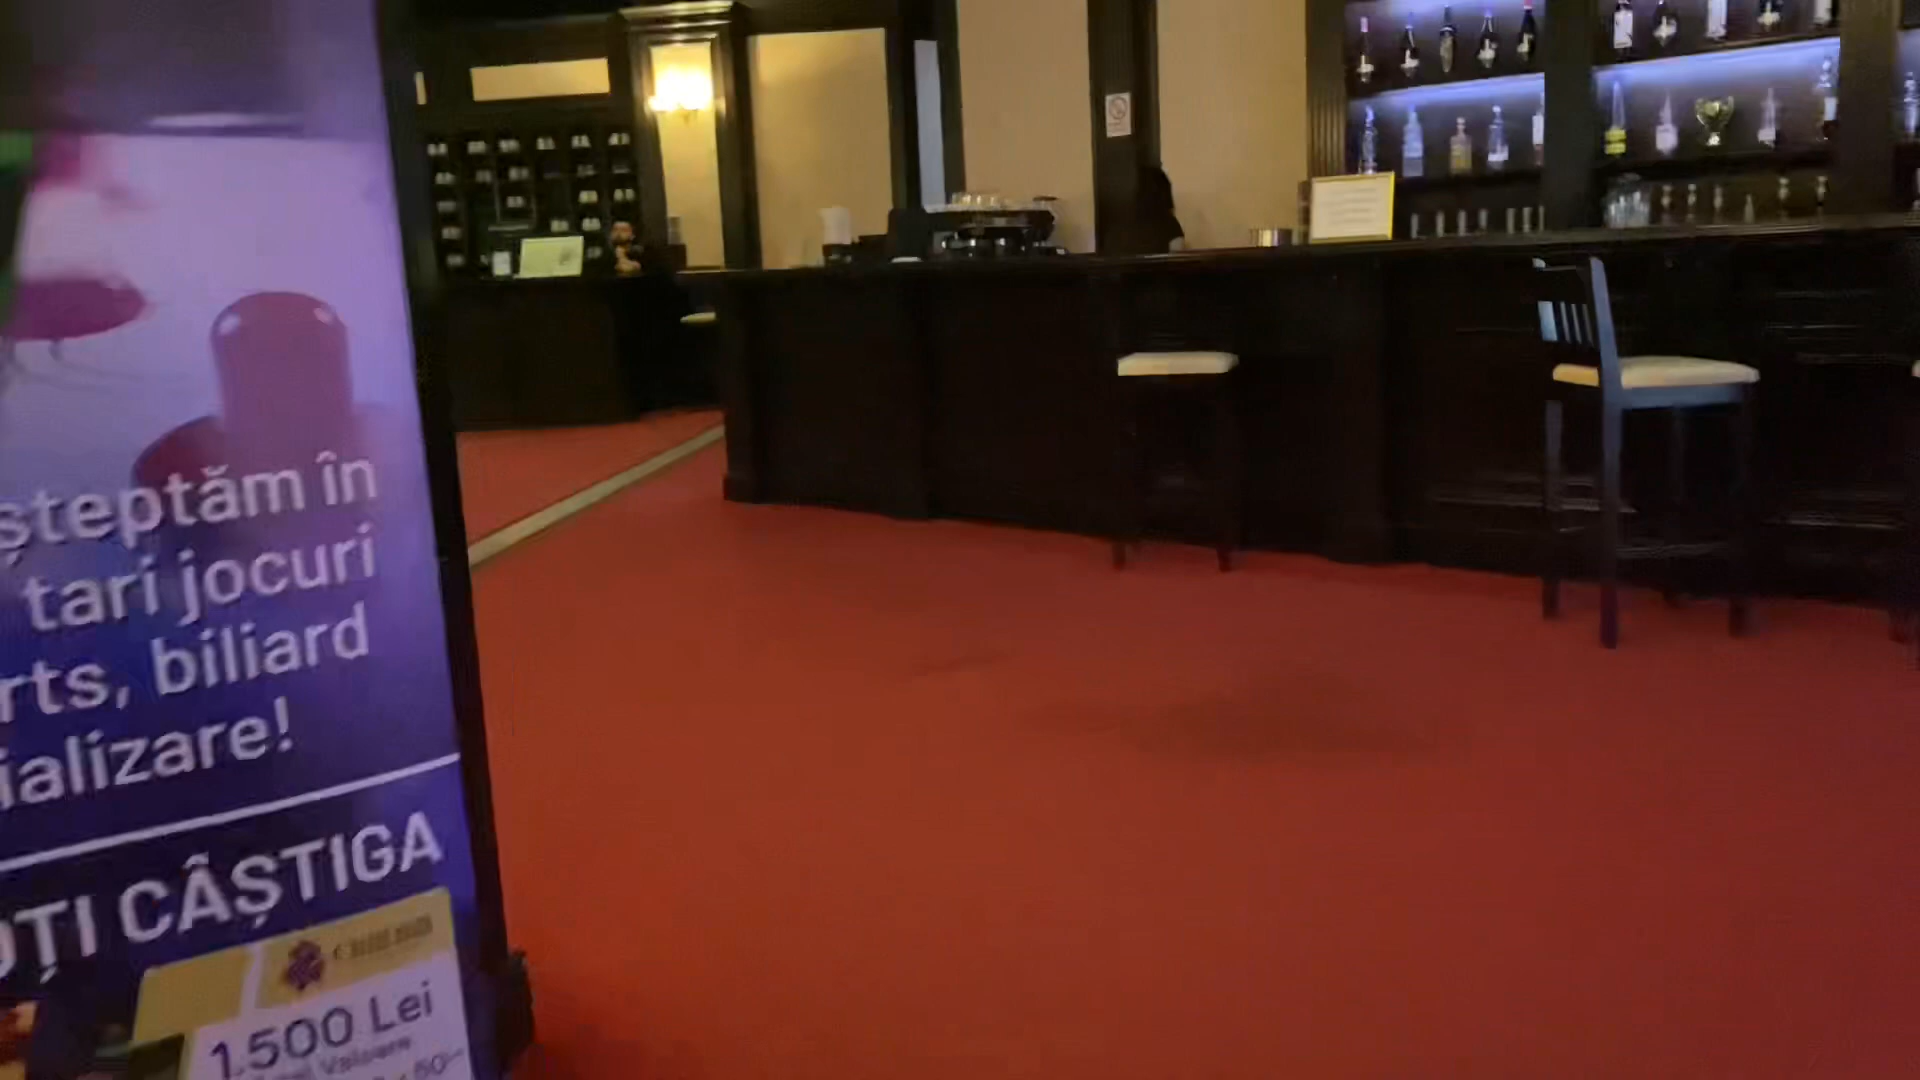 șteptăm în
tari jocuri
rts, biliard
ializare!
OȚI CÂȘTIGA
1.500 Lei